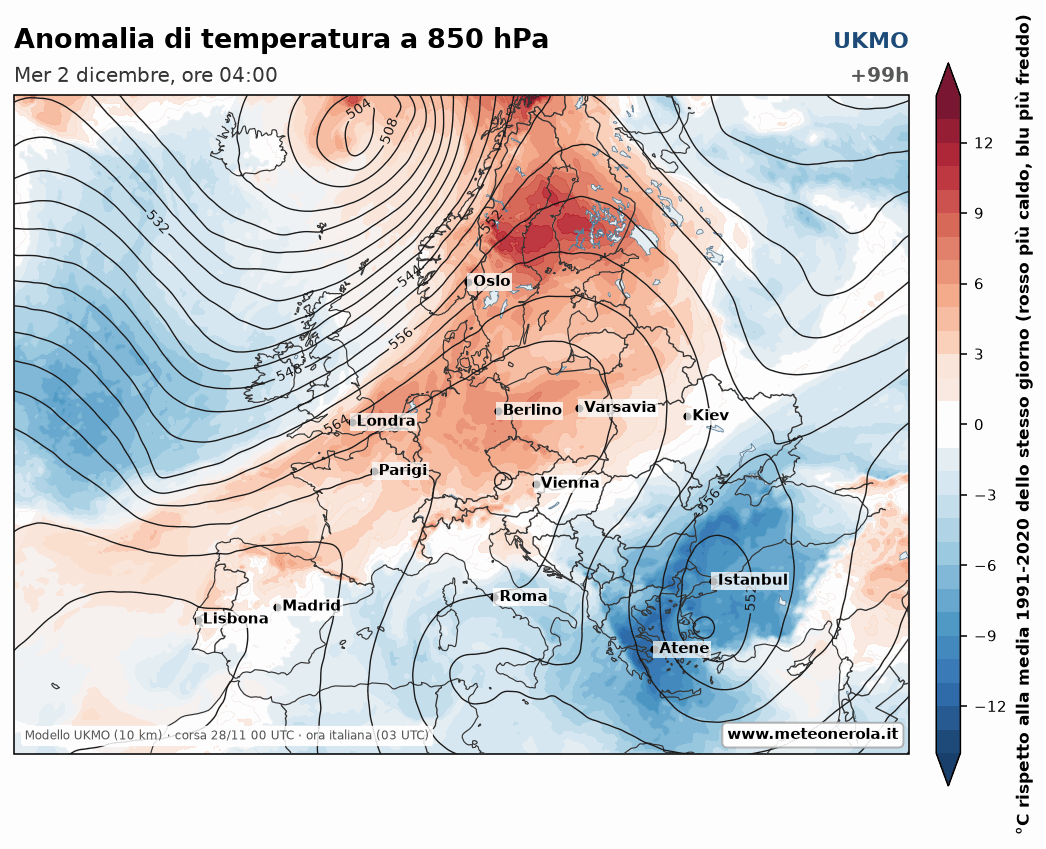 Anomalia di temperatura a 850 hPa
UKMO
Mer 2 dicembre, ore 04:00
+99h
504
508
532
552
544
556
548
564
556
552
Oslo
Londra
Berlino
Varsavia
Kiev
Parigi
Vienna
Istanbul
Roma
Madrid
Lisbona
Atene
Modello UKMO (10 km) · corsa 28/11 00 UTC · ora italiana (03 UTC)
www.meteonerola.it
12
9
6
3
0
−3
−6
−9
−12
°C rispetto alla media 1991-2020 dello stesso giorno (rosso più caldo, blu più freddo)